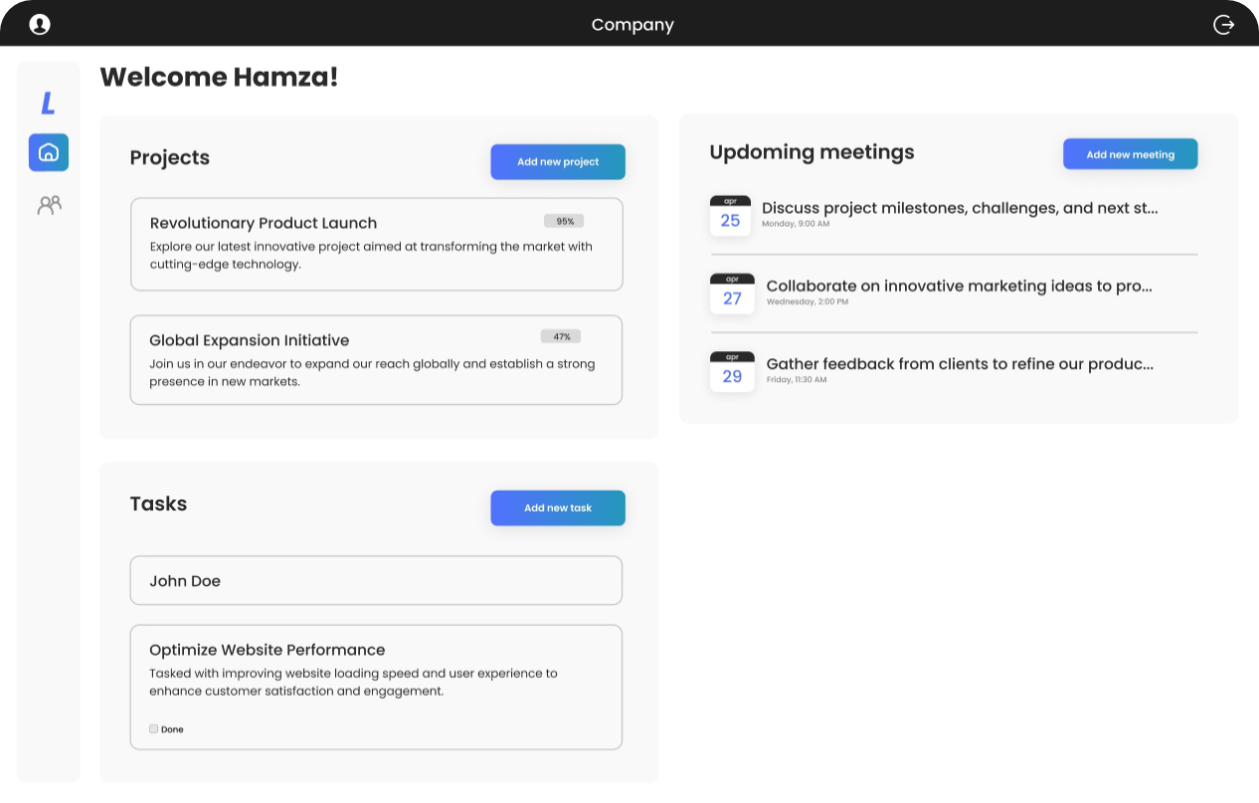 Company
Welcome Hamza!
L
Projects
Add new project
Revolutionary Product Launch
95%
Explore our latest innovative project aimed at transforming the market with
cutting-edge technology.
Global Expansion Initiative
47%
Join us in our endeavor to expand our reach globally and establish a strong
presence in new markets.
Updoming meetings
Add new meeting
apr
25
Discuss project milestones, challenges, and next st...
Monday, 9:00 AM
apr
27
Collaborate on innovative marketing ideas to pro...
Wednesday, 2:00 PM
apr
29
Gather feedback from clients to refine our produc...
Friday, 11:30 AM
Tasks
Add new task
John Doe
Optimize Website Performance
Tasked with improving website loading speed and user experience to
enhance customer satisfaction and engagement.
Done